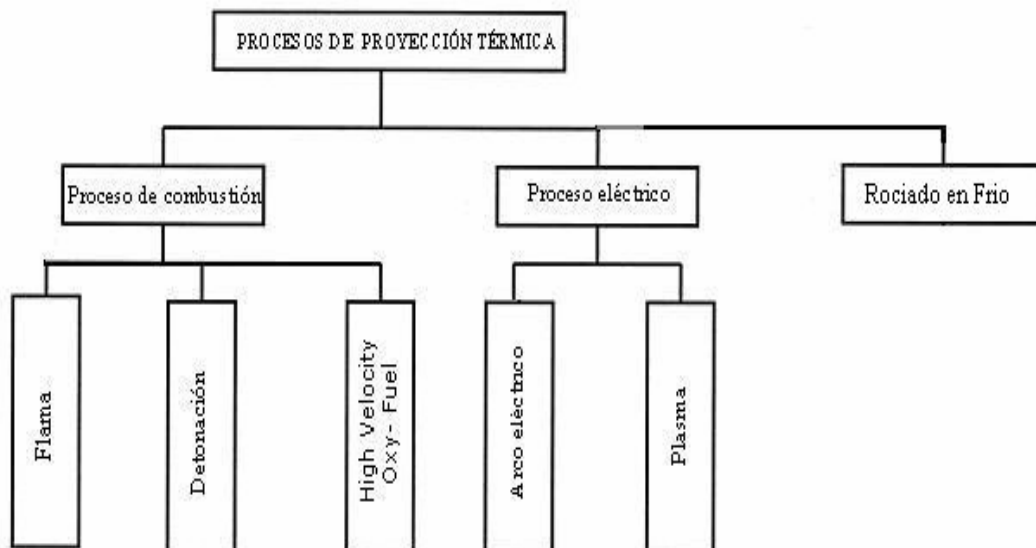 PROCESOS DE PROYECCIÓN TÉRMICA
Proceso de combustión
Proceso eléctrico
Rociado en Frio
Flama
Detonación
High Velocity
Oxy- Fuel
Arco eléctrico
Plasma